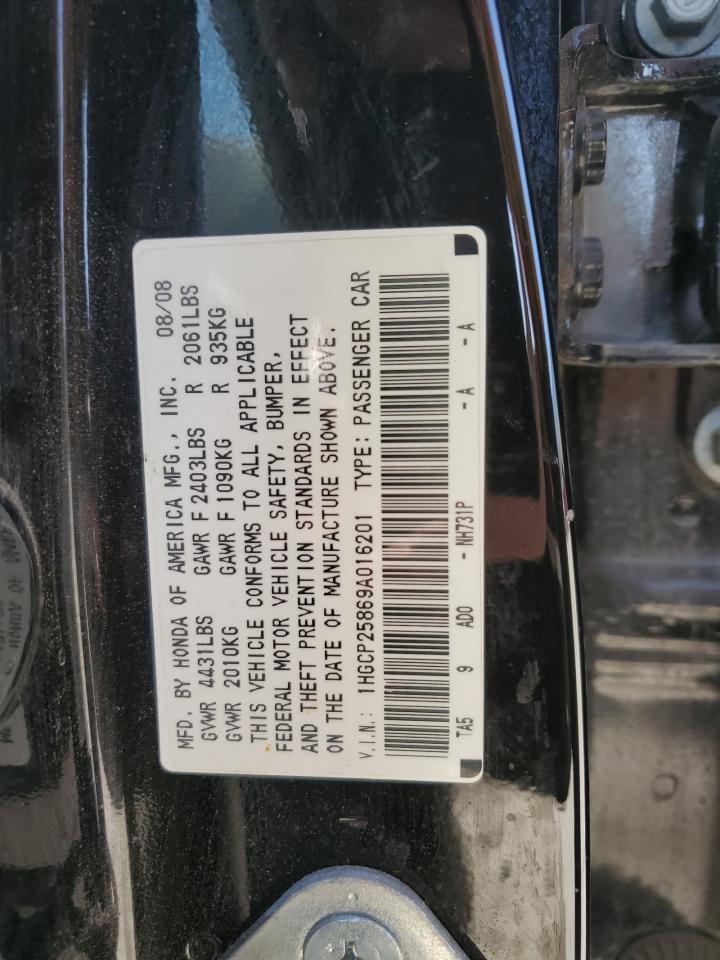 MFD. BY HONDA OF AMERICA MFG., INC. 08/08
GVWR 4431LBS GAWR F 2403LBS R 2061LBS
GVWR 2010KG GAWR F 1090KG R 935KG
THIS VEHICLE CONFORMS TO ALL APPLICABLE
FEDERAL MOTOR VEHICLE SAFETY, BUMPER,
AND THEFT PREVENTION STANDARDS IN EFFECT
ON THE DATE OF MANUFACTURE SHOWN ABOVE.
V.I.N.: 1HGCP25869A016201 TYPE: PASSENGER CAR
TA5 9 AD0 - NH731P - A - A